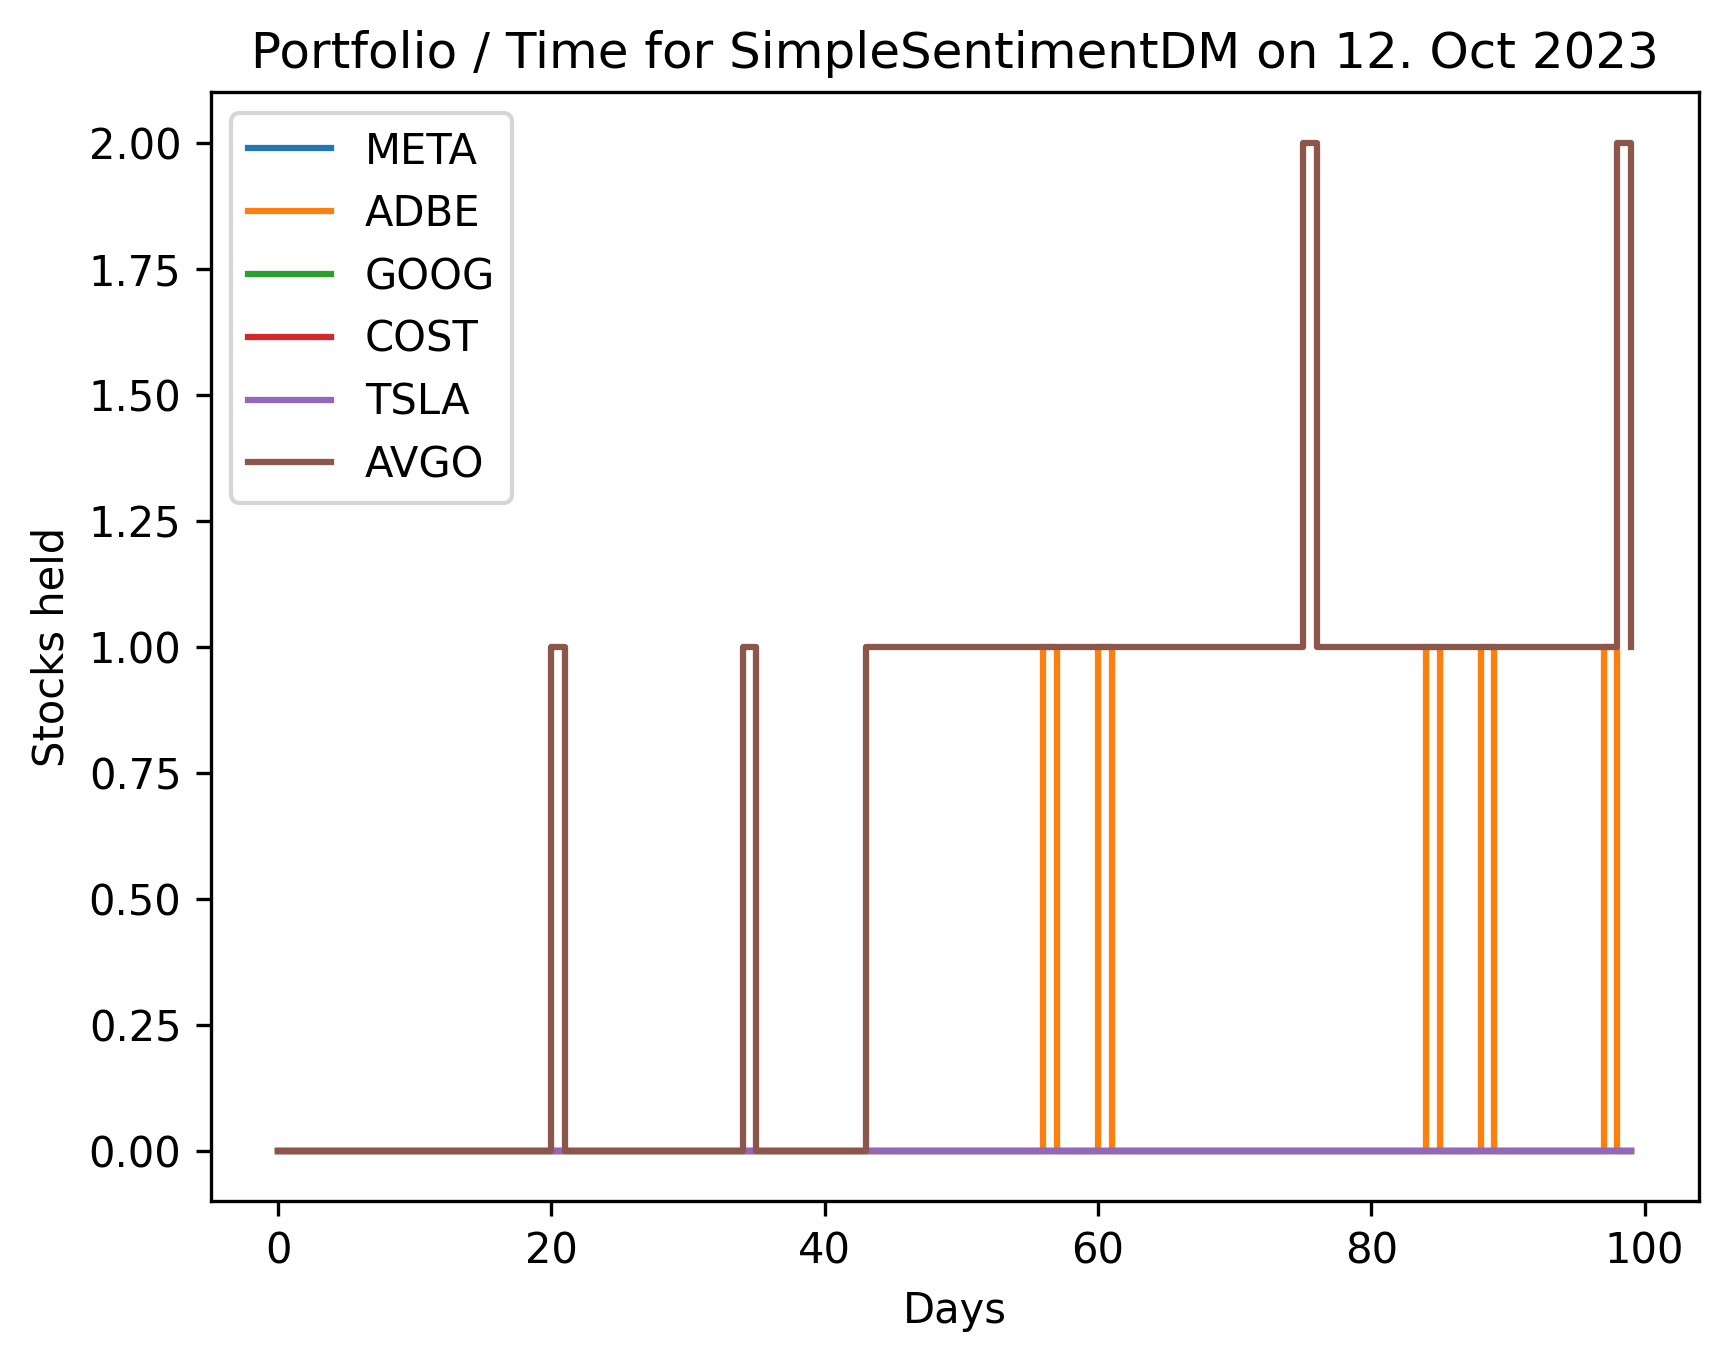 Portfolio / Time for SimpleSentimentDM on 12. Oct 2023
META
ADBE
GOOG
COST
TSLA
AVGO
2.00
1.75
1.50
1.25
1.00
0.75
0.50
0.25
0.00
Stocks held
0 20 40 60 80 100
Days